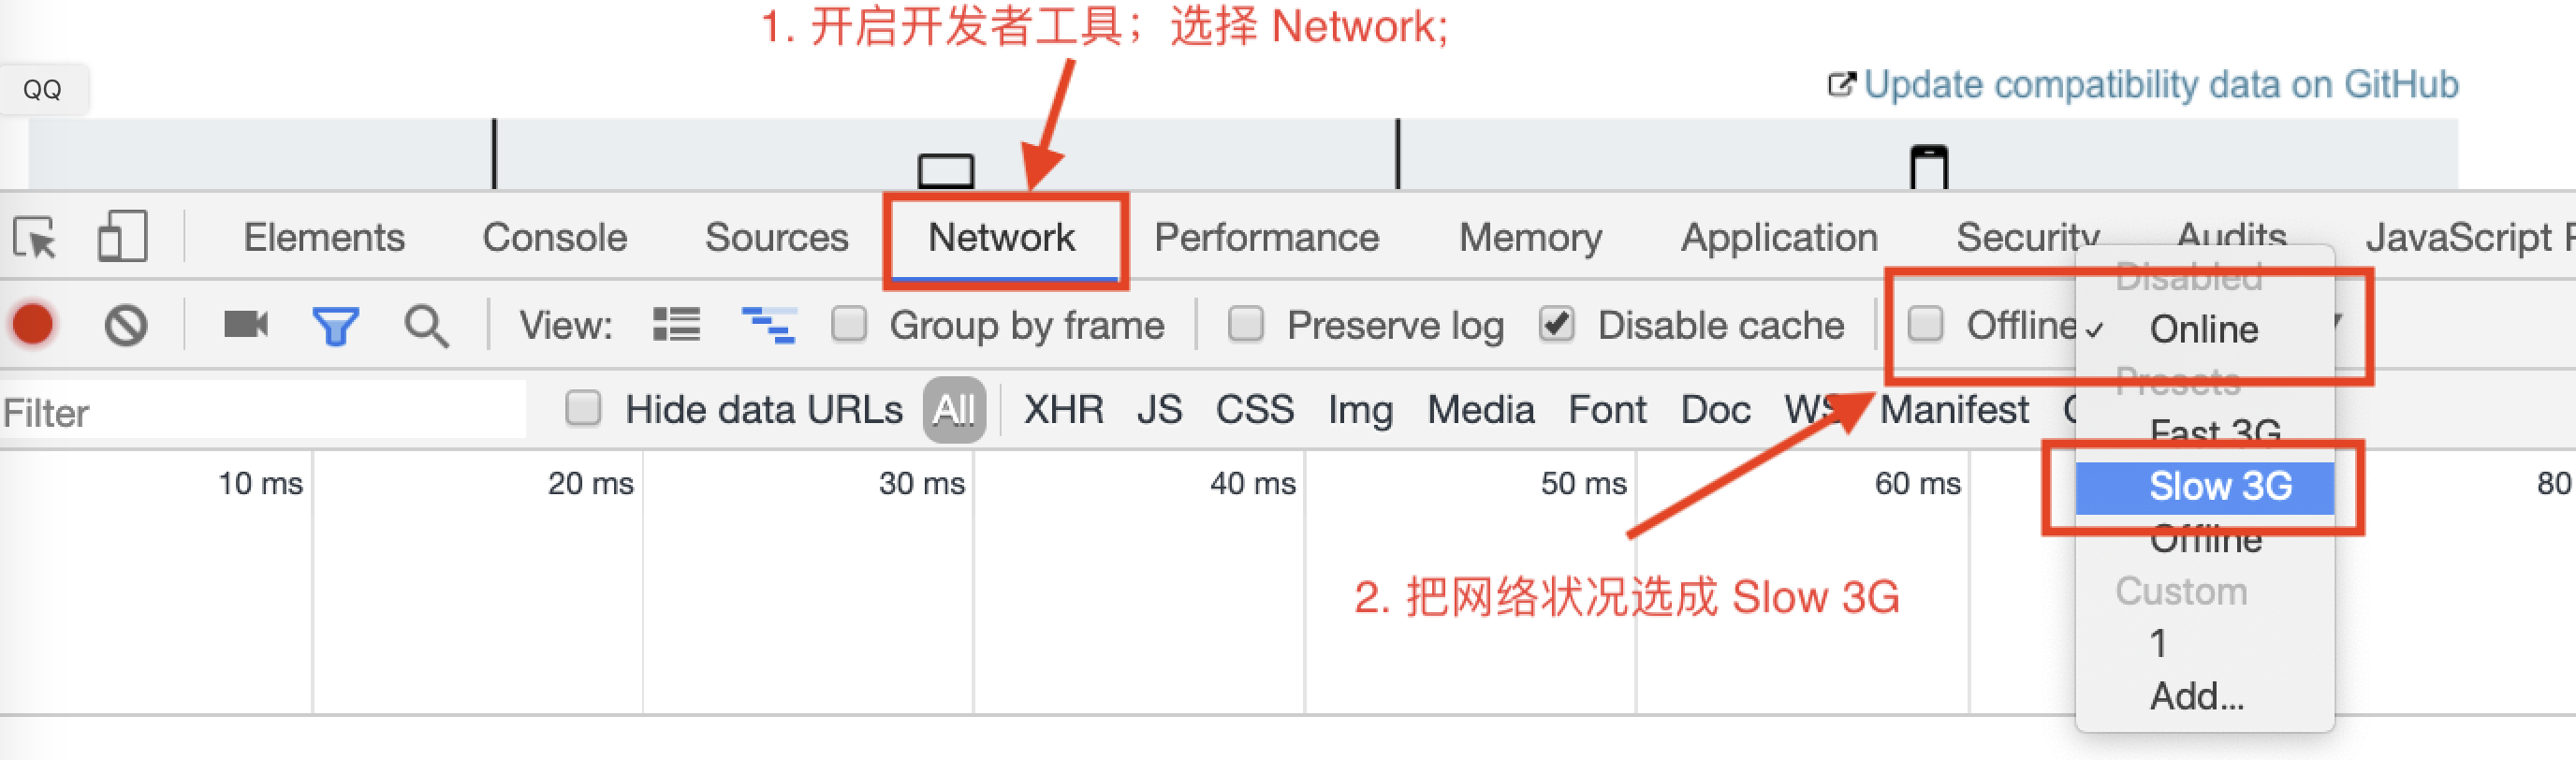 1. 开启开发者工具；选择 Network;
QQ
Update compatibility data on GitHub
Elements Console Sources Network Performance Memory Application Security Audits JavaScript
View: Group by frame Preserve log Disable cache Offline
Disabled
Online
Presets
Fast 3G
Slow 3G
Offline
Custom
1
Add...
Filter Hide data URLs All XHR JS CSS Img Media Font Doc WS Manifest
10 ms 20 ms 30 ms 40 ms 50 ms 60 ms 80
2. 把网络状况选成 Slow 3G